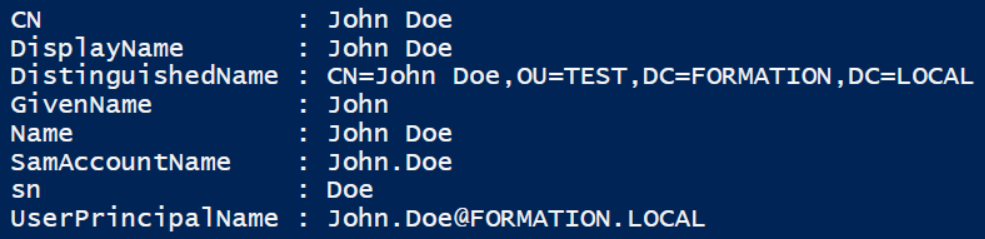 CN                : John Doe
DisplayName       : John Doe
DistinguishedName : CN=John Doe,OU=TEST,DC=FORMATION,DC=LOCAL
GivenName         : John
Name              : John Doe
SamAccountName    : John.Doe
sn                : Doe
UserPrincipalName : John.Doe@FORMATION.LOCAL